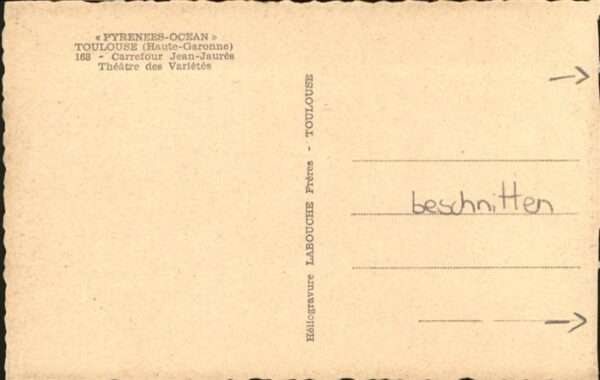 « PYRENEES-OCEAN »
TOULOUSE (Haute-Garonne)
168 - Carrefour Jean-Jaurès
Théâtre des Variétés
Héliogravure LABOUCHE Frères - TOULOUSE
beschnitten